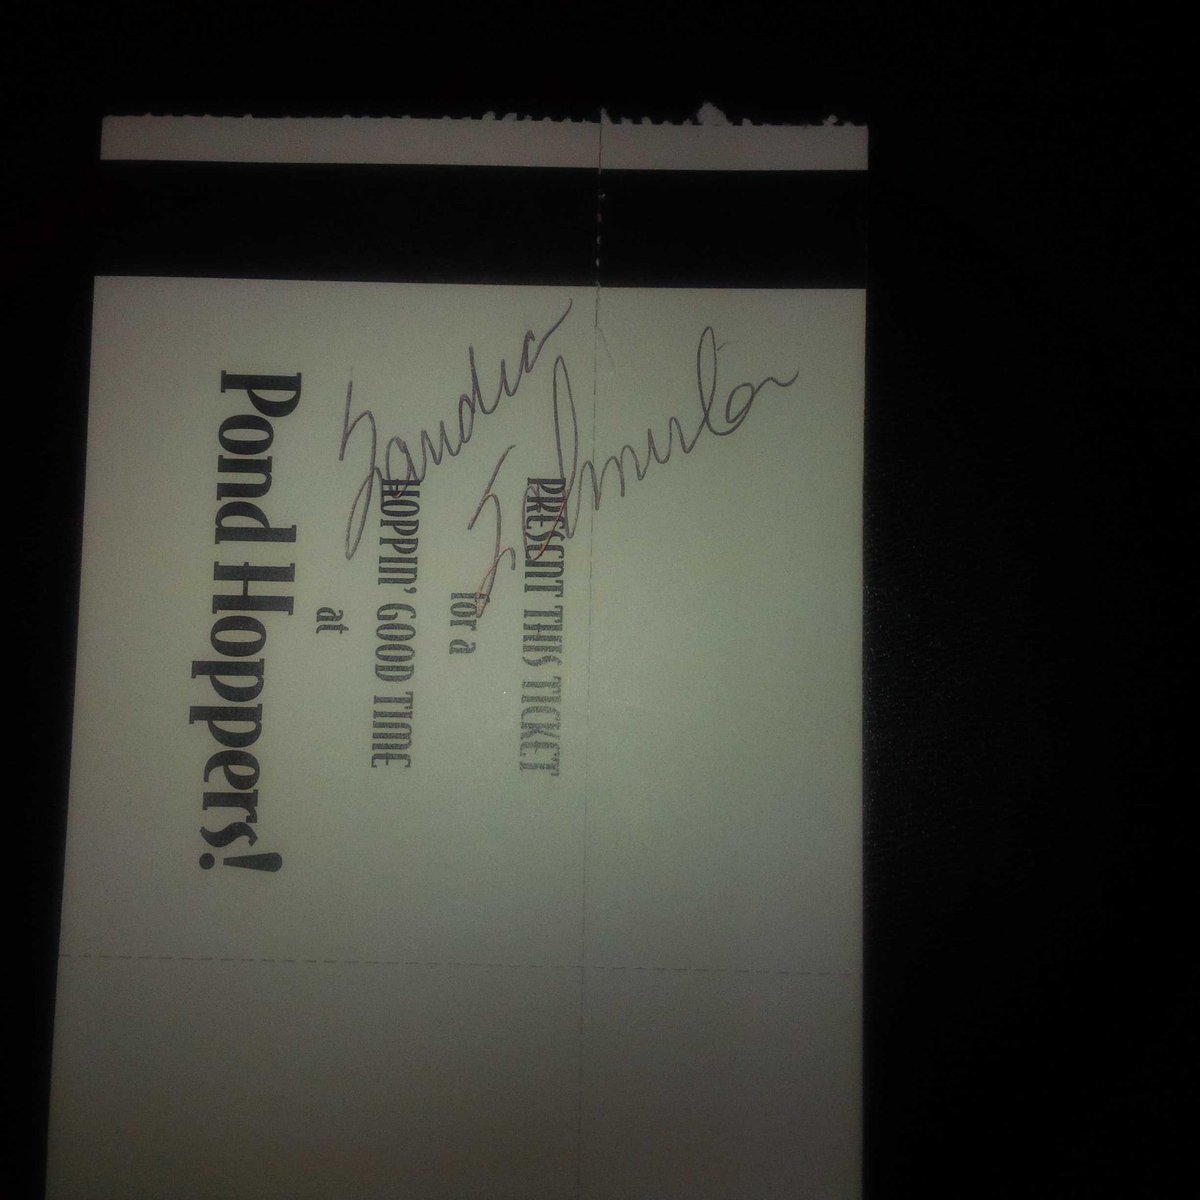 PRESENT THIS TICKET
for a
HOPPIN' GOOD TIME
at
Pond Hoppers!
Sandra